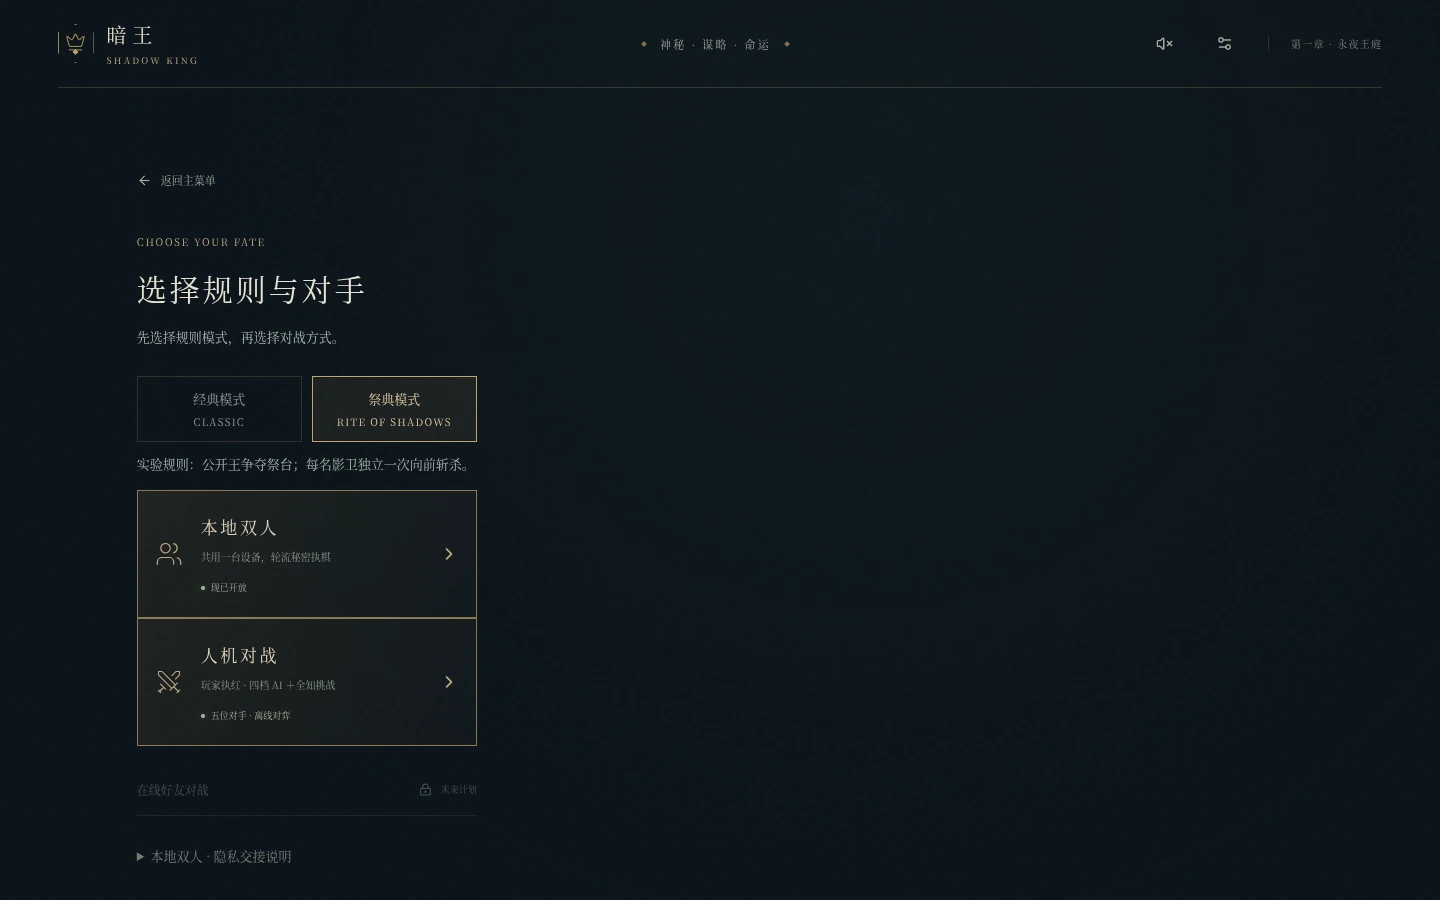 暗王
SHADOW KING
神秘 · 谋略 · 命运
第一章 · 永夜王庭
返回主菜单
CHOOSE YOUR FATE
选择规则与对手
先选择规则模式，再选择对战方式。
经典模式
CLASSIC
祭典模式
RITE OF SHADOWS
实验规则：公开王争夺祭台；每名影卫独立一次向前斩杀。
本地双人
共用一台设备，轮流秘密执棋
现已开放
人机对战
玩家执红 · 四档 AI ＋全知挑战
五位对手 · 离线对弈
在线好友对战
未来计划
本地双人 · 隐私交接说明